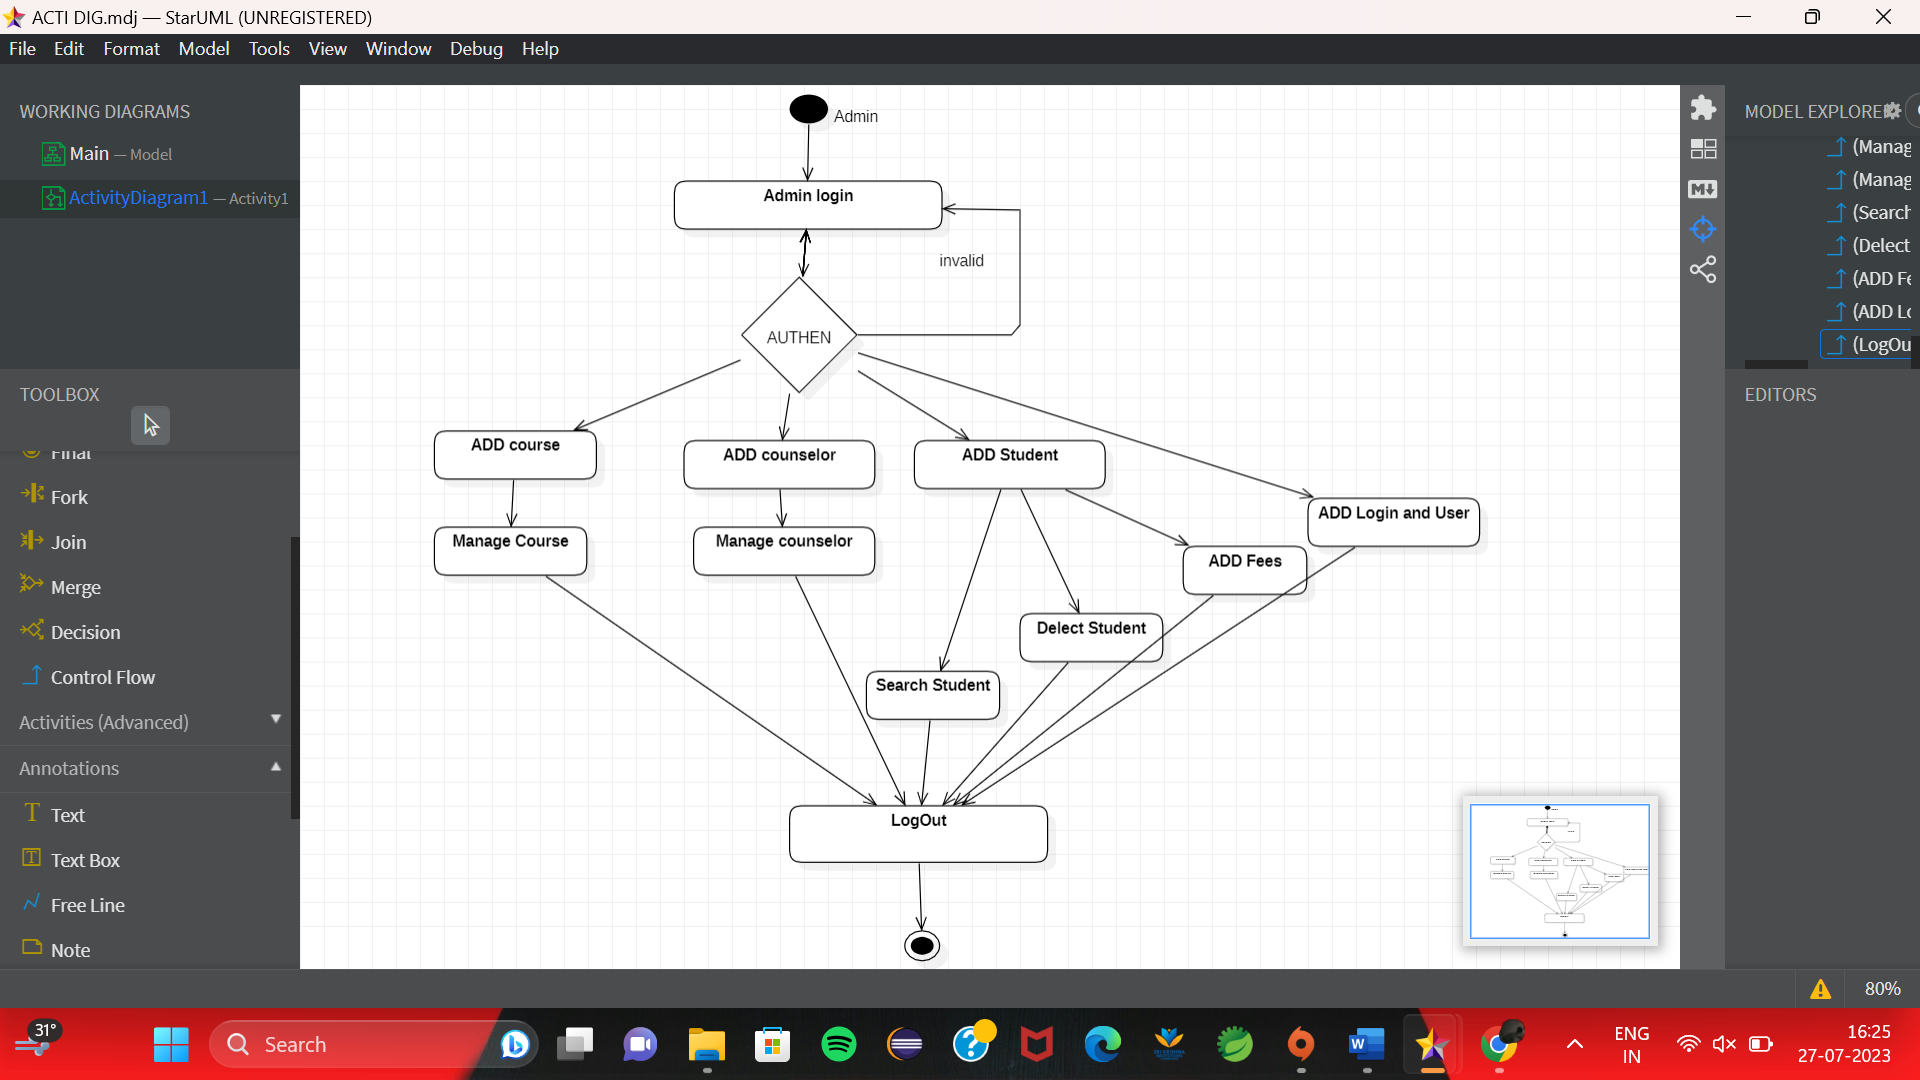 ACTI DIG.mdj — StarUML (UNREGISTERED)
File Edit Format Model Tools View Window Debug Help
WORKING DIAGRAMS
Main — Model
ActivityDiagram1 — Activity1
TOOLBOX
Final
Fork
Join
Merge
Decision
Control Flow
Activities (Advanced)
Annotations
Text
Text Box
Free Line
Note
Admin
Admin login
invalid
AUTHEN
ADD course
ADD counselor
ADD Student
ADD Login and User
Manage Course
Manage counselor
ADD Fees
Delect Student
Search Student
LogOut
MODEL EXPLORE
(Manag
(Manag
(Search
(Delect
(ADD Fe
(ADD Lo
(LogOu
EDITORS
80%
31°
Search
ENG
IN
16:25
27-07-2023